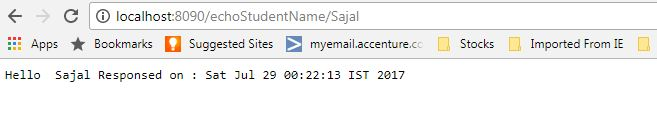 localhost:8090/echoStudentName/Sajal
Apps Bookmarks Suggested Sites myemail.accenture.co Stocks Imported From IE
Hello  Sajal Responsed on : Sat Jul 29 00:22:13 IST 2017